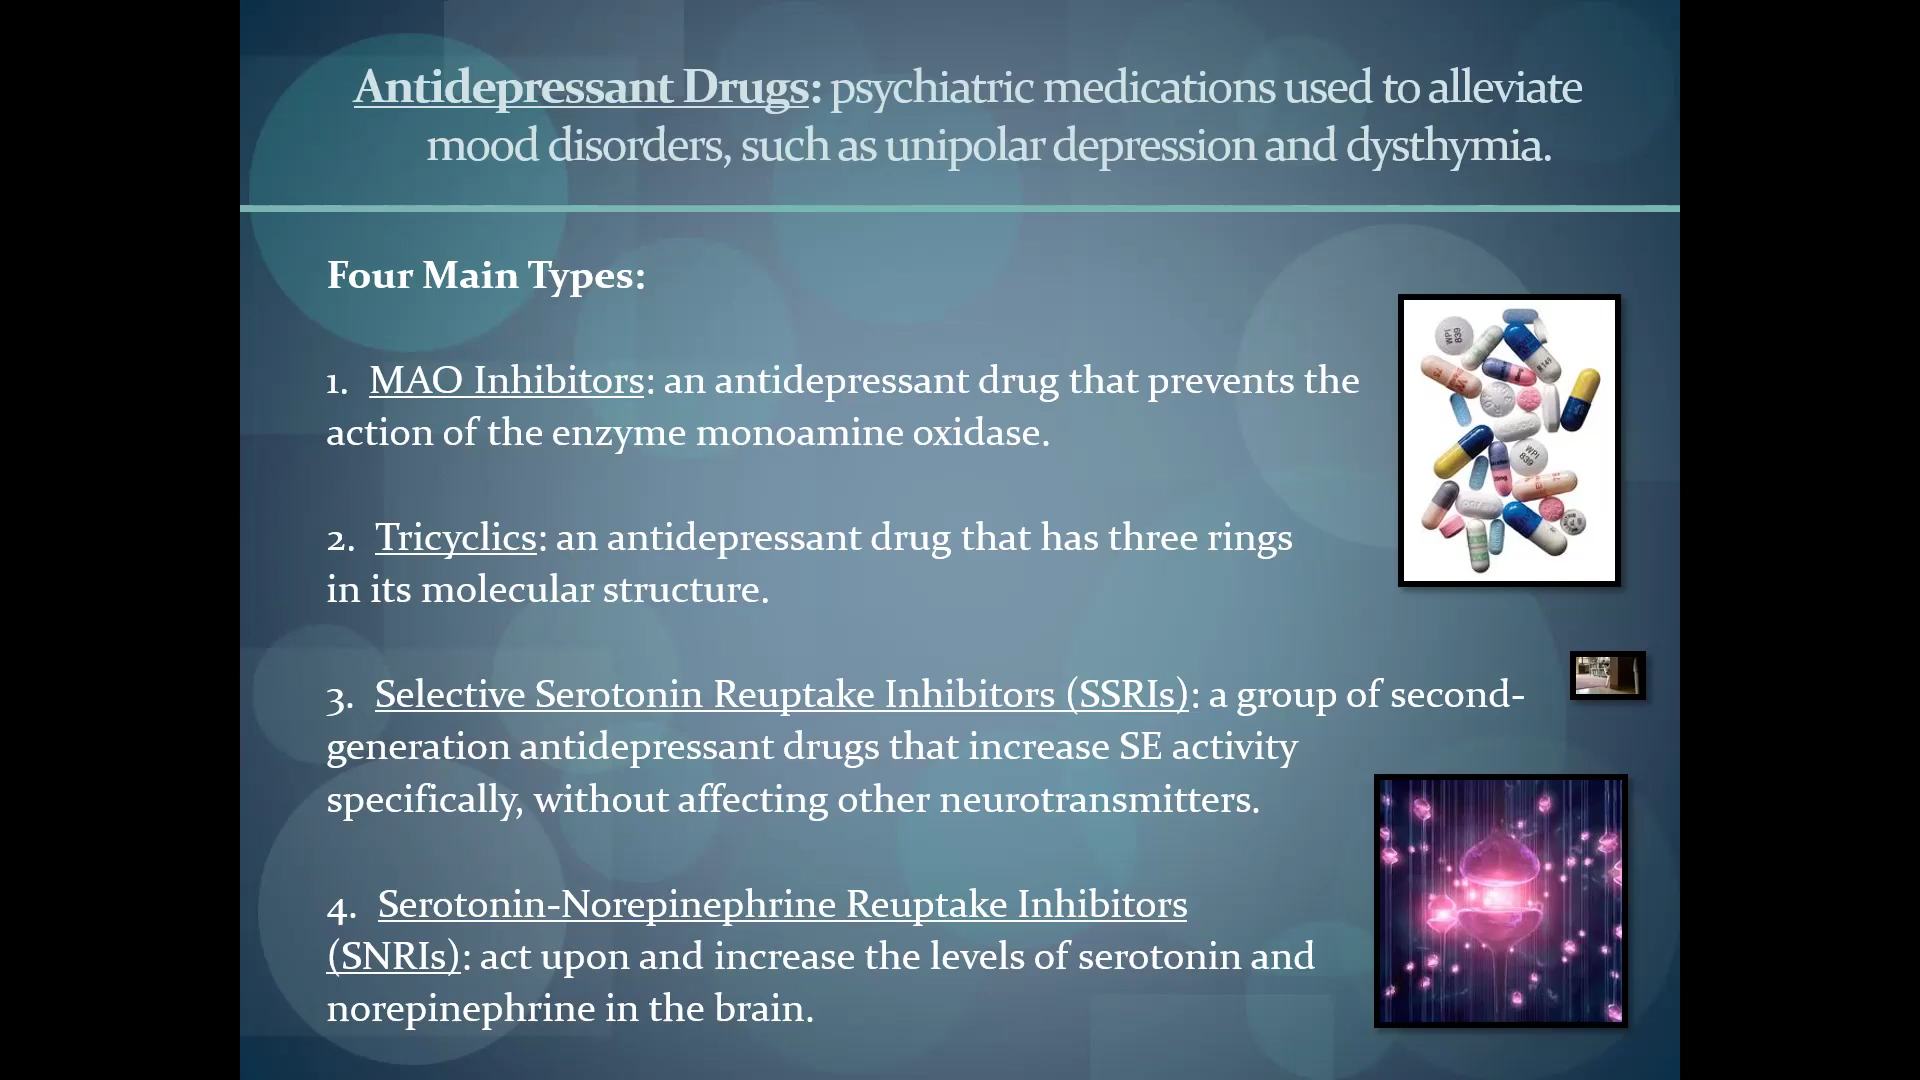 Antidepressant Drugs: psychiatric medications used to alleviate
mood disorders, such as unipolar depression and dysthymia.
Four Main Types:
1. MAO Inhibitors: an antidepressant drug that prevents the
action of the enzyme monoamine oxidase.
2. Tricyclics: an antidepressant drug that has three rings
in its molecular structure.
3. Selective Serotonin Reuptake Inhibitors (SSRIs): a group of second-
generation antidepressant drugs that increase SE activity
specifically, without affecting other neurotransmitters.
4. Serotonin-Norepinephrine Reuptake Inhibitors
(SNRIs): act upon and increase the levels of serotonin and
norepinephrine in the brain.
WPI
839
WPI
839